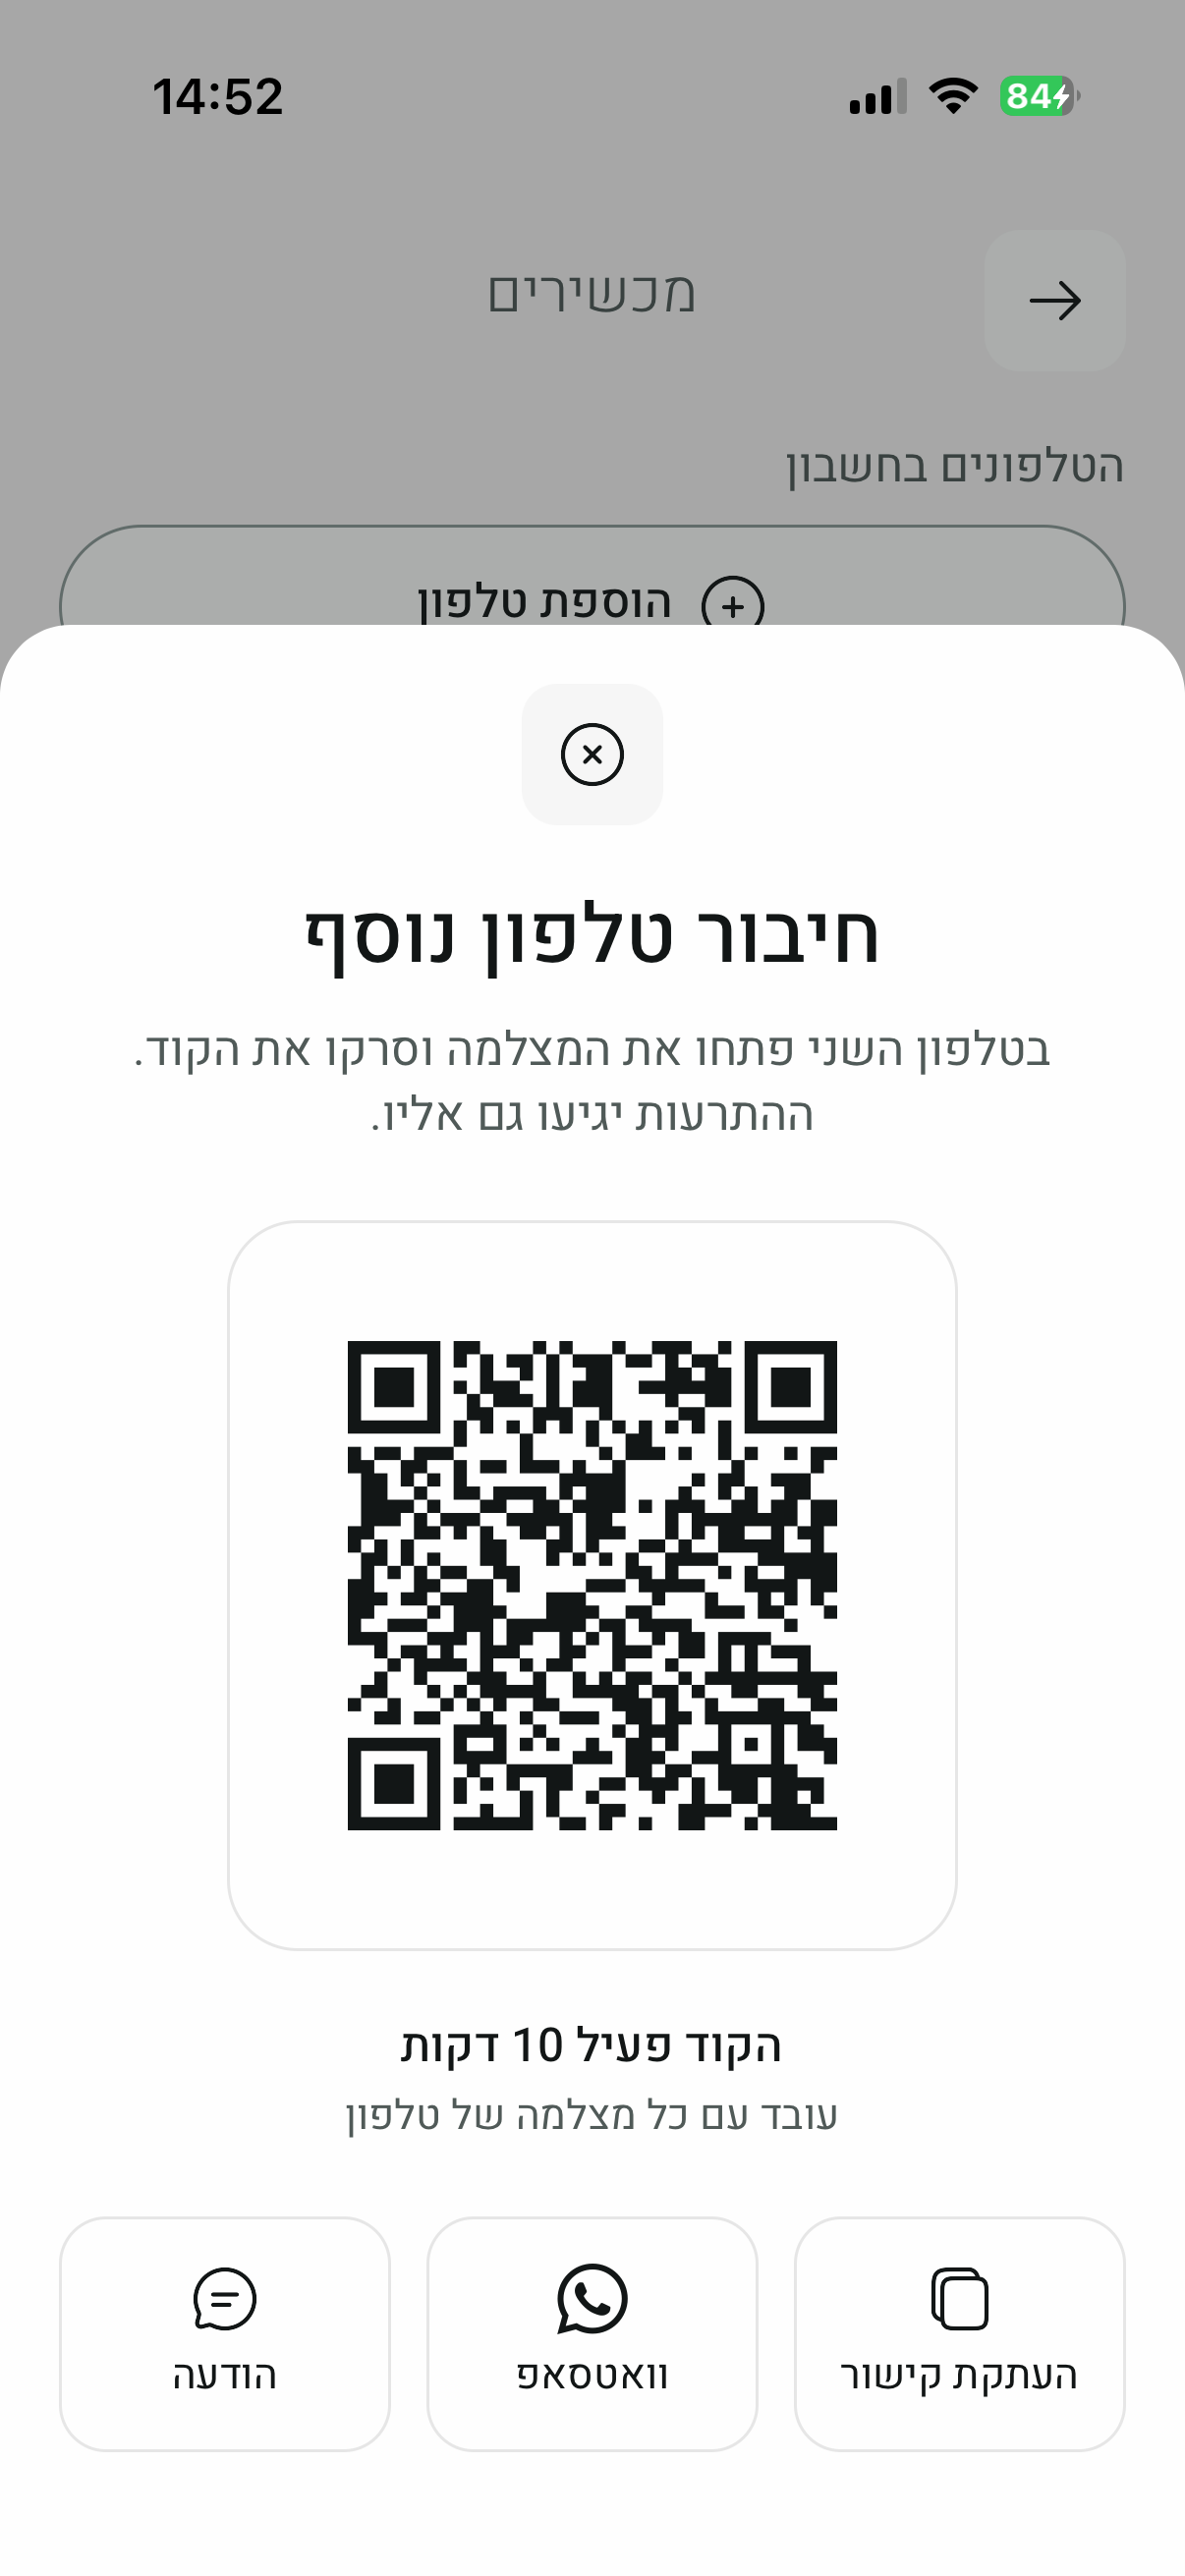 14:52
84
מכשירים
הטלפונים בחשבון
הוספת טלפון
חיבור טלפון נוסף
בטלפון השני פתחו את המצלמה וסרקו את הקוד.
ההתרעות יגיעו גם אליו.
הקוד פעיל 10 דקות
עובד עם כל מצלמה של טלפון
העתקת קישור
וואטסאפ
הודעה